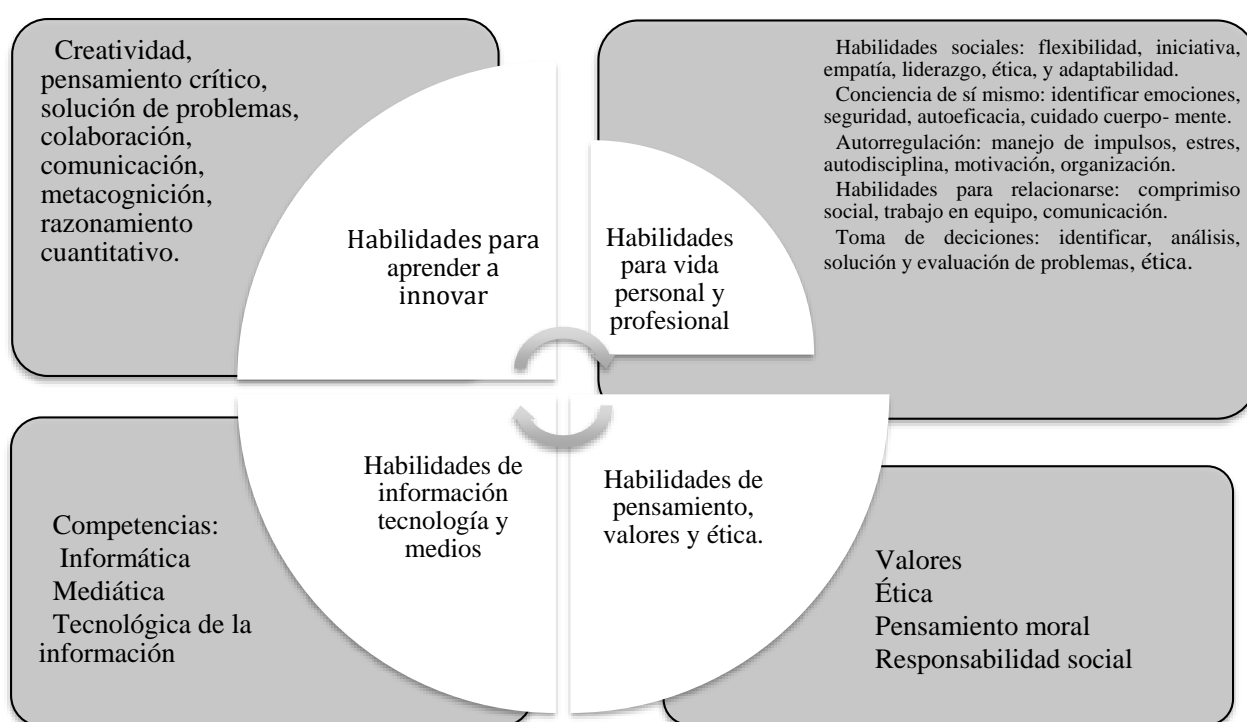 Creatividad,
pensamiento crítico,
solución de problemas,
colaboración,
comunicación,
metacognición,
razonamiento
cuantitativo.
Habilidades para
aprender a
innovar
Habilidades
para vida
personal y
profesional
Habilidades sociales: flexibilidad, iniciativa,
empatía, liderazgo, ética, y adaptabilidad.
Conciencia de sí mismo: identificar emociones,
seguridad, autoeficacia, cuidado cuerpo- mente.
Autorregulación: manejo de impulsos, estres,
autodisciplina, motivación, organización.
Habilidades para relacionarse: comprimiso
social, trabajo en equipo, comunicación.
Toma de deciciones: identificar, análisis,
solución y evaluación de problemas, ética.
Competencias:
Informática
Mediática
Tecnológica de la
información
Habilidades de
información
tecnología y
medios
Habilidades de
pensamiento,
valores y ética.
Valores
Ética
Pensamiento moral
Responsabilidad social